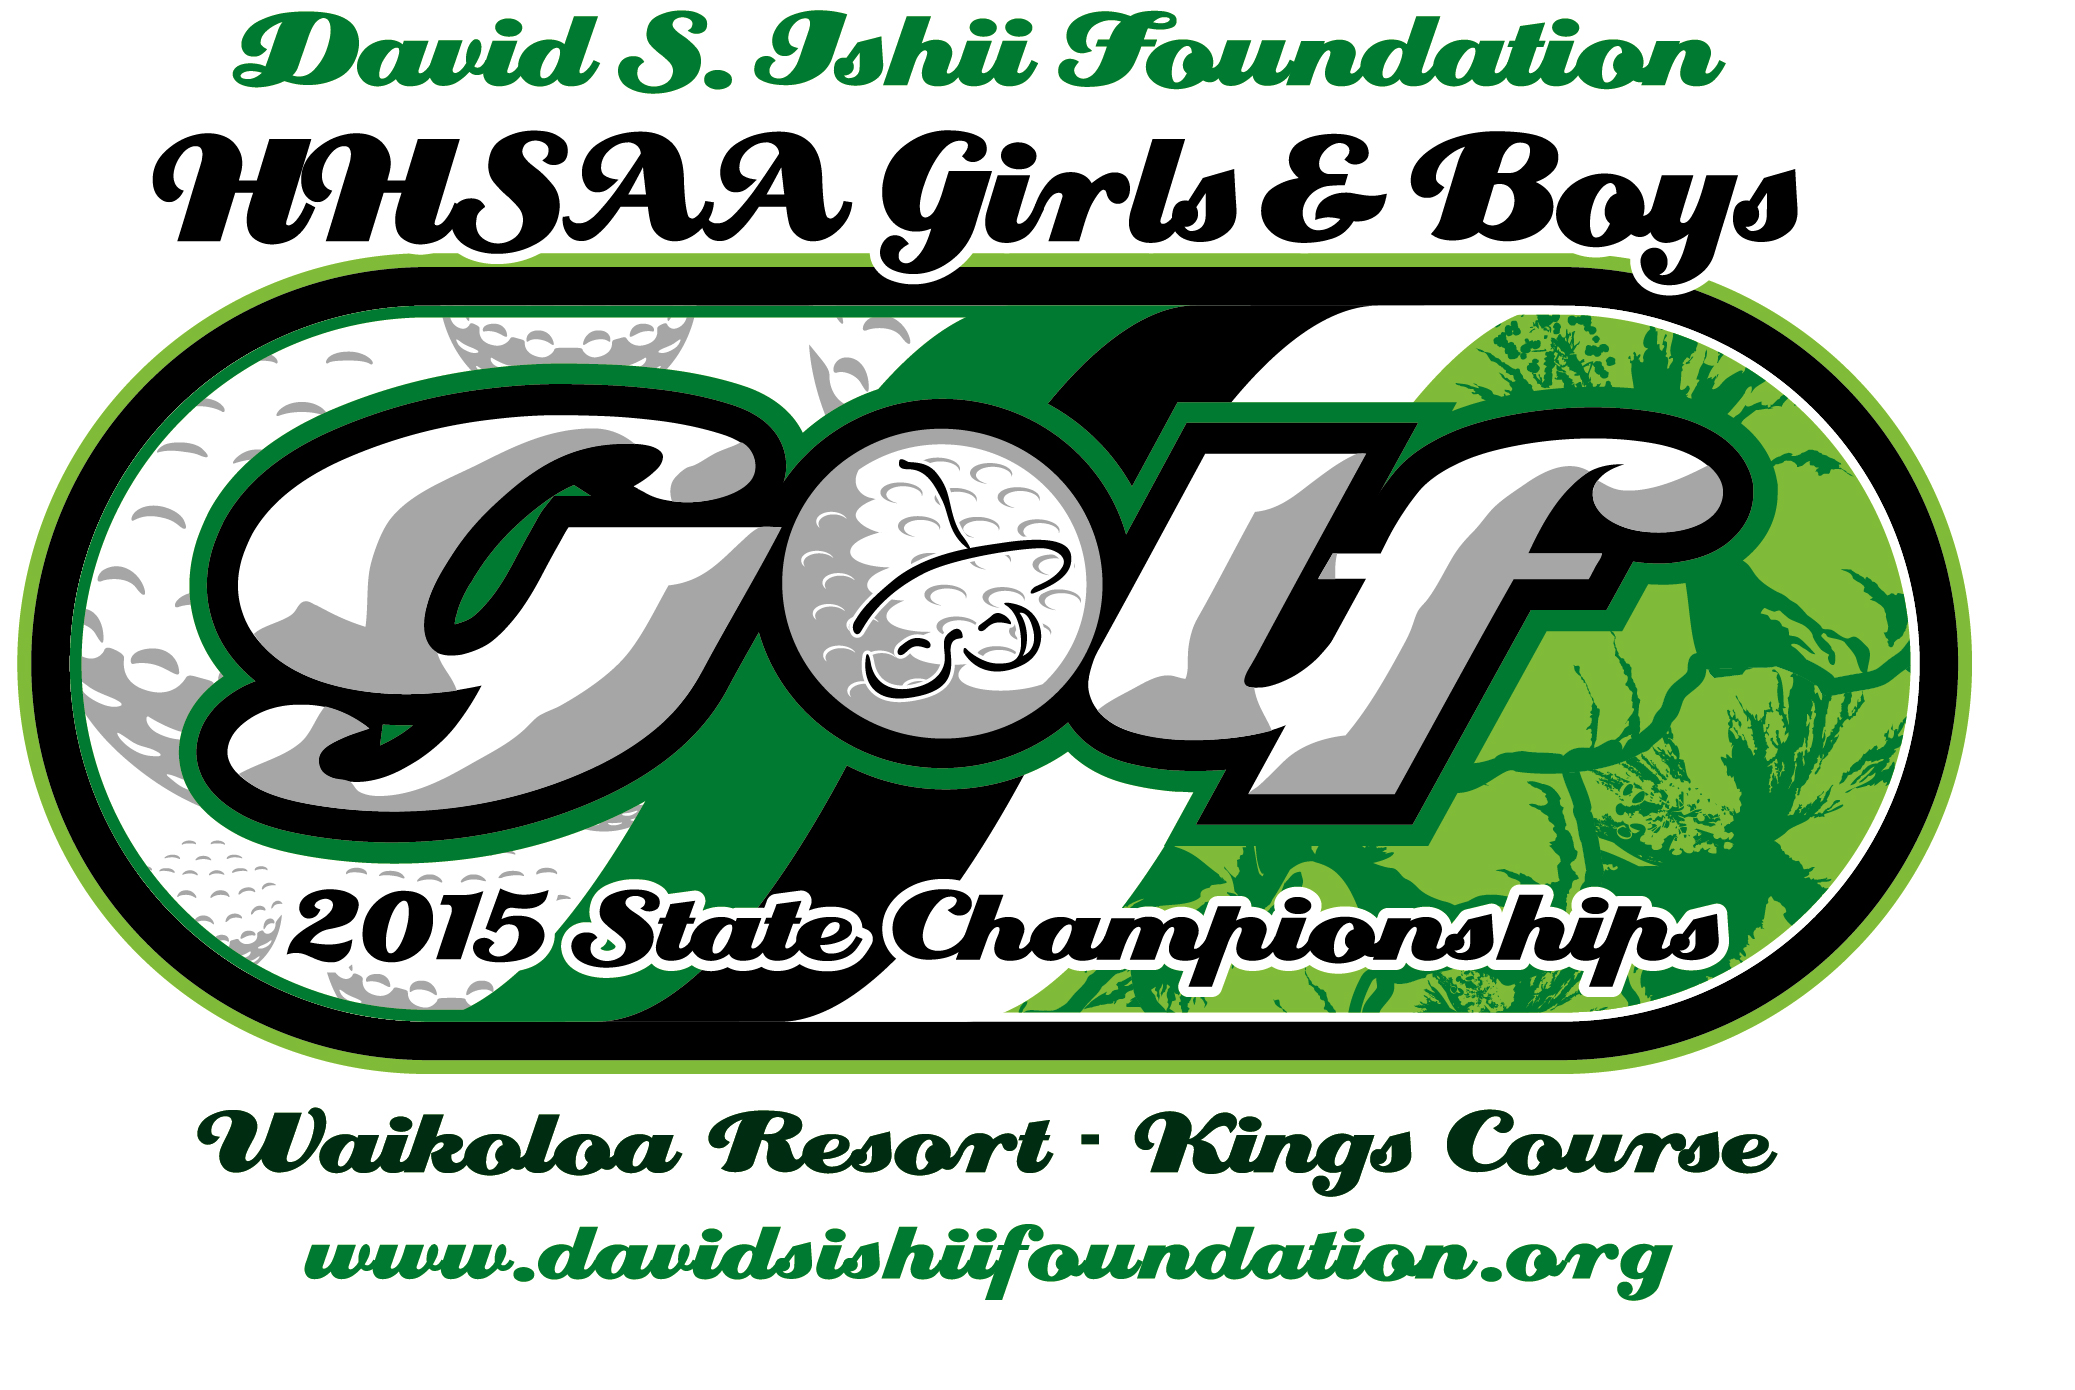 David S. Ishii Foundation
HHSAA Girls & Boys
Golf
2015 State Championships
Waikoloa Resort - Kings Course
www.davidsishiifoundation.org